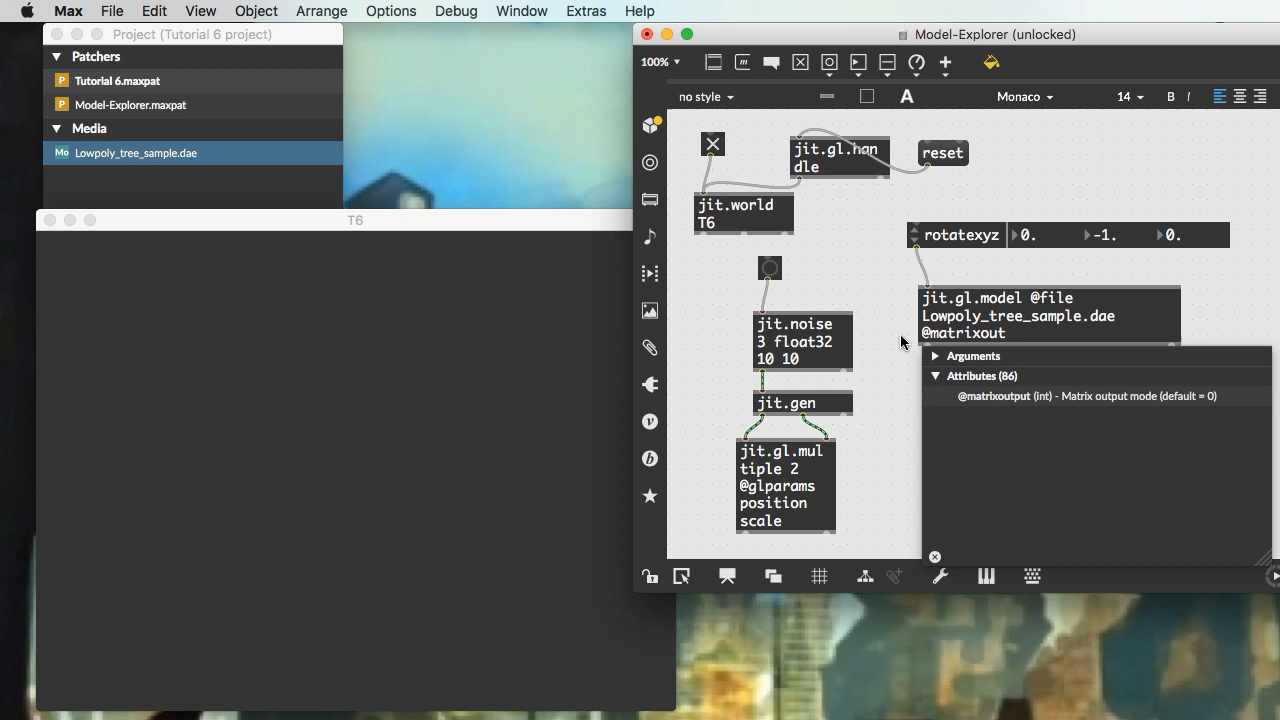 Max File Edit View Object Arrange Options Debug Window Extras Help
Project (Tutorial 6 project)
Patchers
P Tutorial 6.maxpat
P Model-Explorer.maxpat
Media
Mo Lowpoly_tree_sample.dae
T6
Model-Explorer (unlocked)
100%
m
no style
A
Monaco
14
B I
jit.gl.han
dle
reset
jit.world
T6
rotatexyz 0. -1. 0.
jit.gl.model @file
Lowpoly_tree_sample.dae
@matrixout
jit.noise
3 float32
10 10
Arguments
Attributes (86)
@matrixoutput (int) - Matrix output mode (default = 0)
jit.gen
jit.gl.mul
tiple 2
@glparams
position
scale
v
b